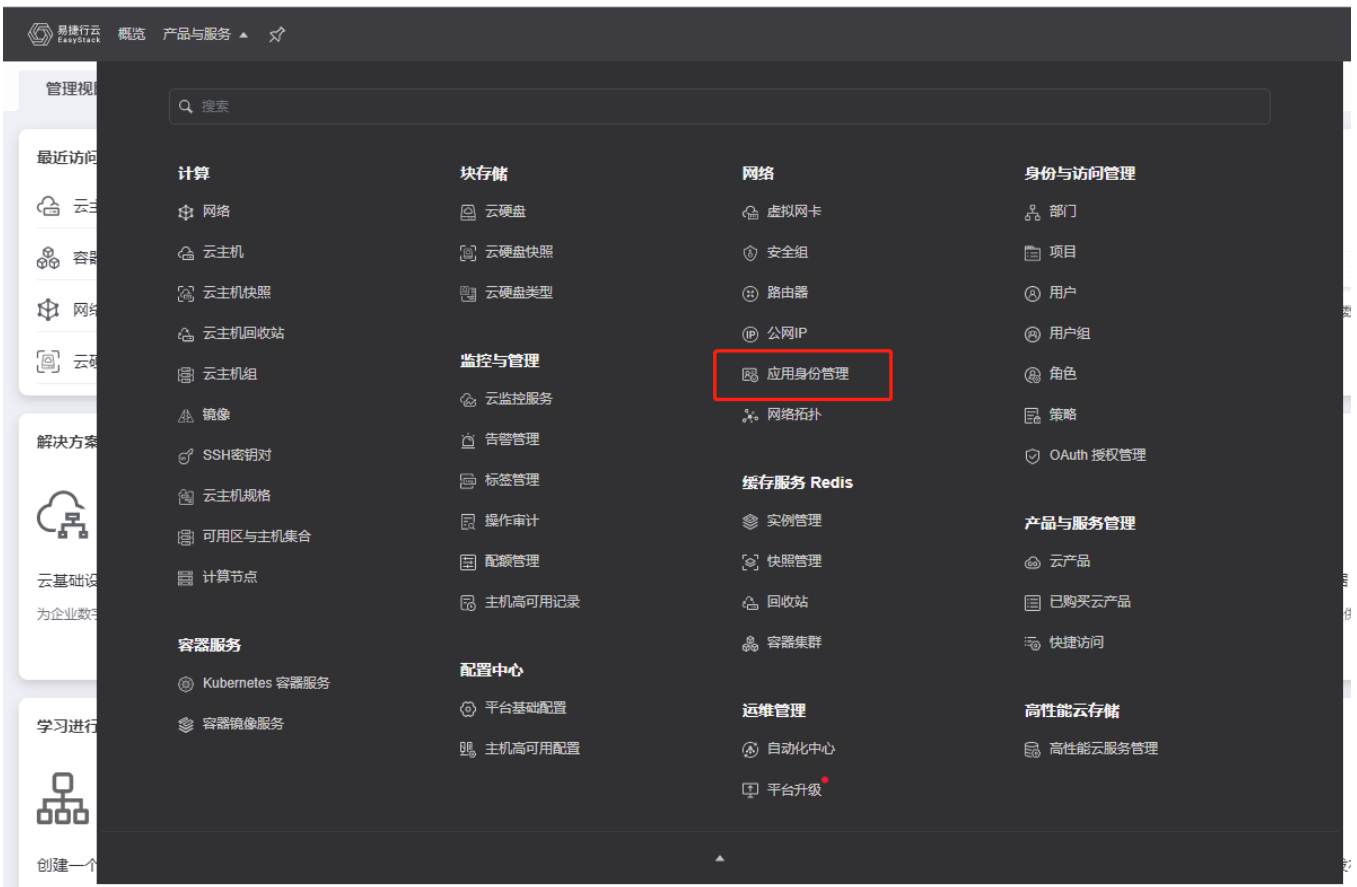 易捷行云 EasyStack 概览 产品与服务
管理视
搜索
最近访问
云主
容器
网络
云硬
解决方案
云基础设
为企业数字
学习进行
创建一个
计算
网络
云主机
云主机快照
云主机回收站
云主机组
镜像
SSH密钥对
云主机规格
可用区与主机集合
计算节点
容器服务
Kubernetes 容器服务
容器镜像服务
块存储
云硬盘
云硬盘快照
云硬盘类型
监控与管理
云监控服务
告警管理
标签管理
操作审计
配额管理
主机高可用记录
配置中心
平台基础配置
主机高可用配置
网络
虚拟网卡
安全组
路由器
IP 公网IP
应用身份管理
网络拓扑
缓存服务 Redis
实例管理
快照管理
回收站
容器集群
运维管理
自动化中心
平台升级
身份与访问管理
部门
项目
用户
用户组
角色
策略
OAuth 授权管理
产品与服务管理
云产品
已购买云产品
快捷访问
高性能云存储
高性能云服务管理